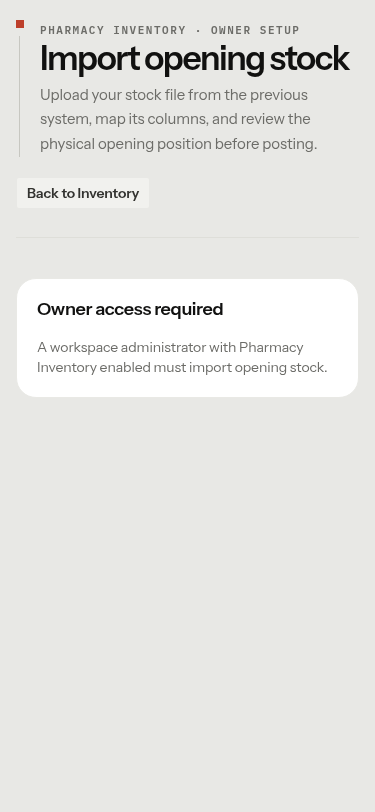 PHARMACY INVENTORY · OWNER SETUP
Import opening stock
Upload your stock file from the previous
system, map its columns, and review the
physical opening position before posting.
Back to Inventory
Owner access required
A workspace administrator with Pharmacy
Inventory enabled must import opening stock.